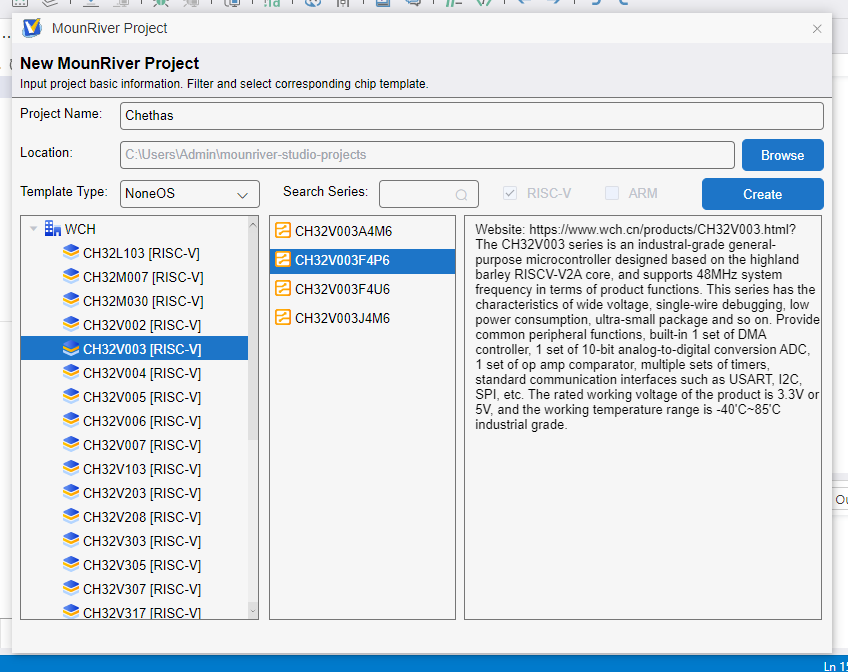 MounRiver Project
New MounRiver Project
Input project basic information. Filter and select corresponding chip template.
Project Name:
Chethas
Location:
C:\Users\Admin\mounriver-studio-projects
Browse
Template Type:
NoneOS
Search Series:
RISC-V
ARM
Create
WCH
CH32L103 [RISC-V]
CH32M007 [RISC-V]
CH32M030 [RISC-V]
CH32V002 [RISC-V]
CH32V003 [RISC-V]
CH32V004 [RISC-V]
CH32V005 [RISC-V]
CH32V006 [RISC-V]
CH32V007 [RISC-V]
CH32V103 [RISC-V]
CH32V203 [RISC-V]
CH32V208 [RISC-V]
CH32V303 [RISC-V]
CH32V305 [RISC-V]
CH32V307 [RISC-V]
CH32V317 [RISC-V]
CH32V003A4M6
CH32V003F4P6
CH32V003F4U6
CH32V003J4M6
Website: https://www.wch.cn/products/CH32V003.html?
The CH32V003 series is an industral-grade general-
purpose microcontroller designed based on the highland
barley RISCV-V2A core, and supports 48MHz system
frequency in terms of product functions. This series has the
characteristics of wide voltage, single-wire debugging, low
power consumption, ultra-small package and so on. Provide
common peripheral functions, built-in 1 set of DMA
controller, 1 set of 10-bit analog-to-digital conversion ADC,
1 set of op amp comparator, multiple sets of timers,
standard communication interfaces such as USART, I2C,
SPI, etc. The rated working voltage of the product is 3.3V or
5V, and the working temperature range is -40'C~85'C
industrial grade.